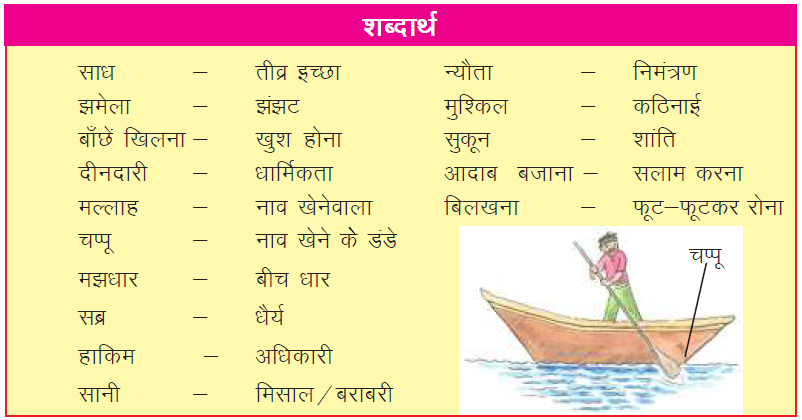 शब्दार्थ
साध – तीव्र इच्छा
झमेला – झंझट
बाँछें खिलना – खुश होना
दीनदारी – धार्मिकता
मल्लाह – नाव खेनेवाला
चप्पू – नाव खेने के डंडे
मझधार – बीच धार
सब्र – धैर्य
हाकिम – अधिकारी
सानी – मिसाल/बराबरी
न्यौता – निमंत्रण
मुश्किल – कठिनाई
सुकून – शांति
आदाब बजाना – सलाम करना
बिलखना – फूट–फूटकर रोना
चप्पू